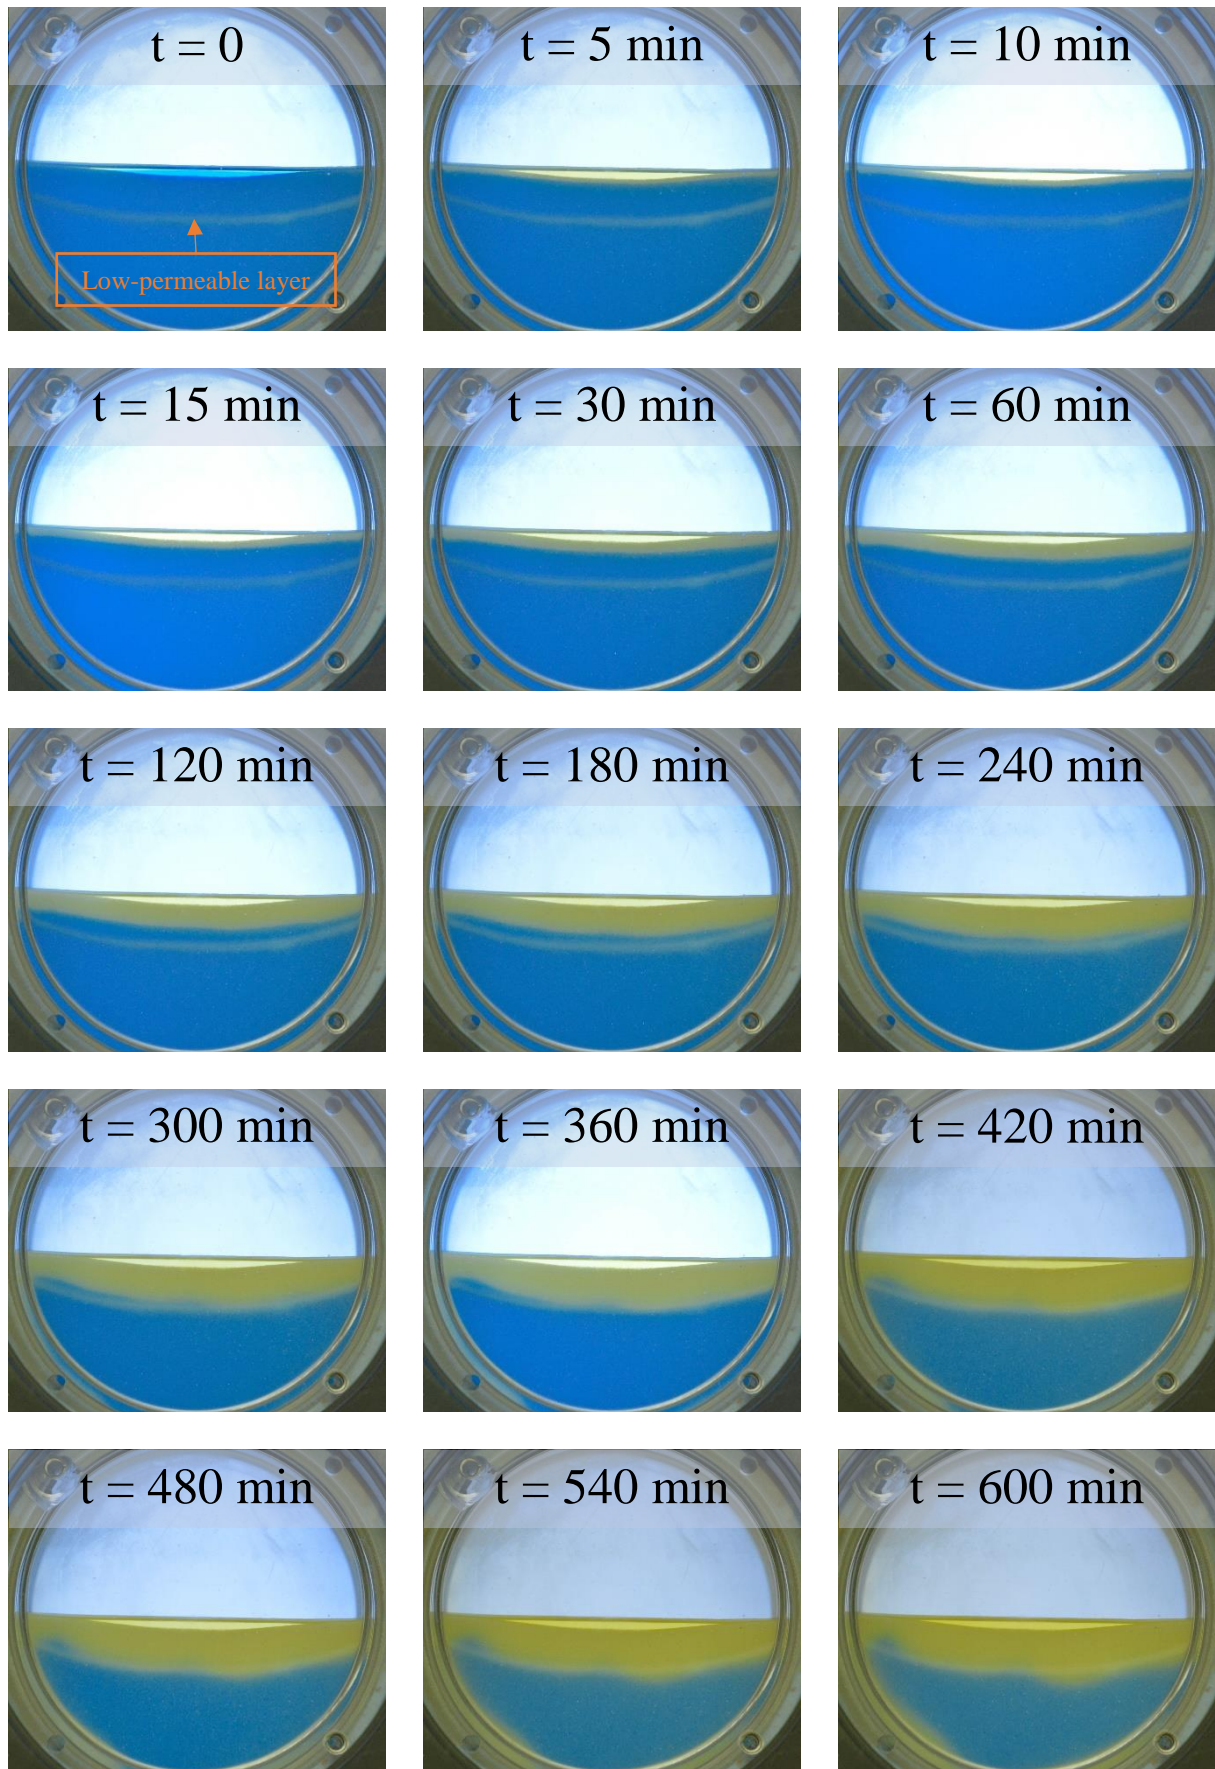 t = 0
t = 5 min
t = 10 min
Low-permeable layer
t = 15 min
t = 30 min
t = 60 min
t = 120 min
t = 180 min
t = 240 min
t = 300 min
t = 360 min
t = 420 min
t = 480 min
t = 540 min
t = 600 min